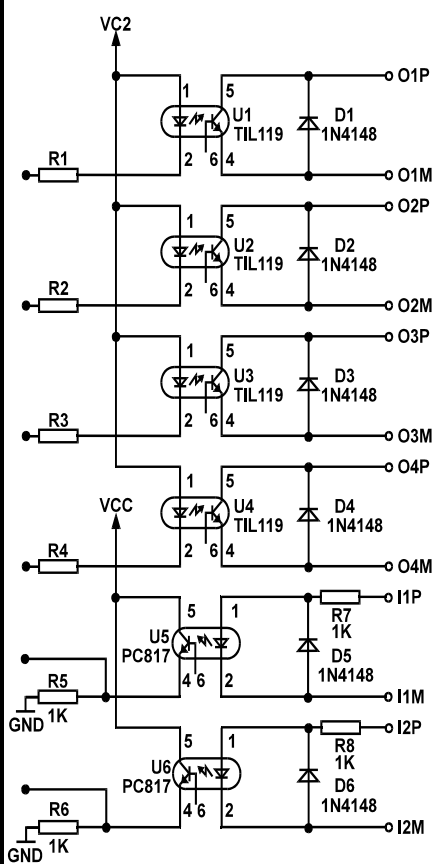 VC2
1 5 O1P
U1 D1
TIL119 1N4148
R1 2 6 4 O1M
O2P
1 5
U2 D2
TIL119 1N4148
R2 2 6 4 O2M
O3P
1 5
U3 D3
TIL119 1N4148
R3 2 6 4 O3M
O4P
1 5
VCC U4 D4
TIL119 1N4148
R4 2 6 4 O4M
I1P
5 1 R7
1K
U5 D5
PC817 1N4148
R5 4 6 2 I1M
1K
GND
I2P
5 1 R8
1K
U6 D6
PC817 1N4148
R6 4 6 2 I2M
1K
GND